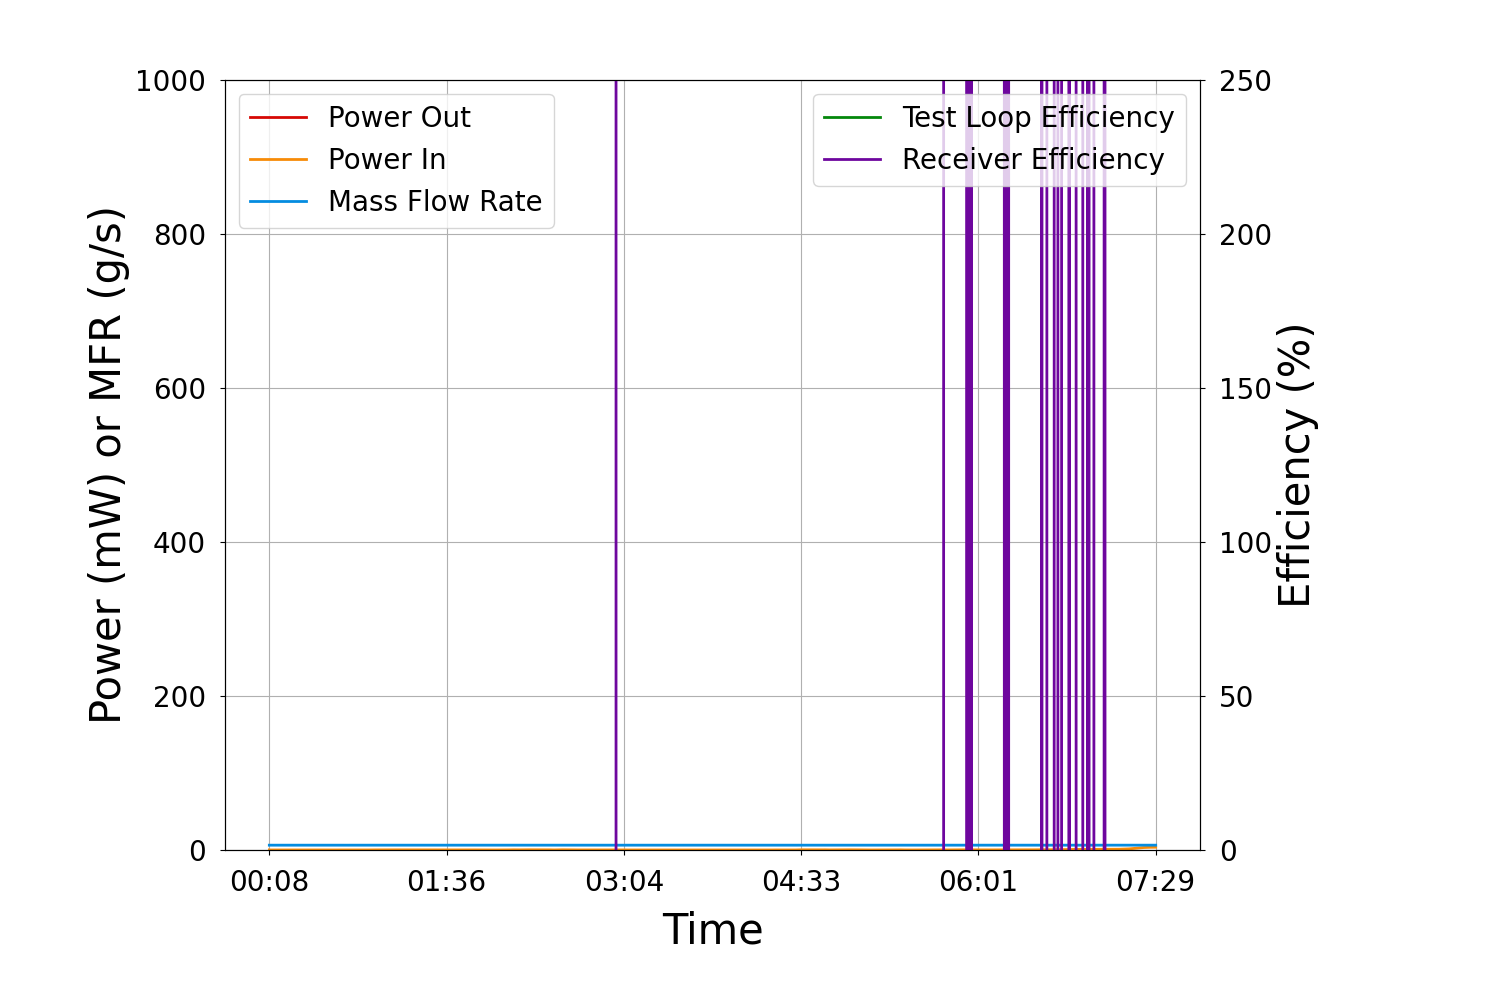 Power (mW) or MFR (g/s)
1000
800
600
400
200
0
Power Out
Power In
Mass Flow Rate
Test Loop Efficiency
Receiver Efficiency
250
200
150
100
50
0
Efficiency (%)
00:08 01:36 03:04 04:33 06:01 07:29
Time